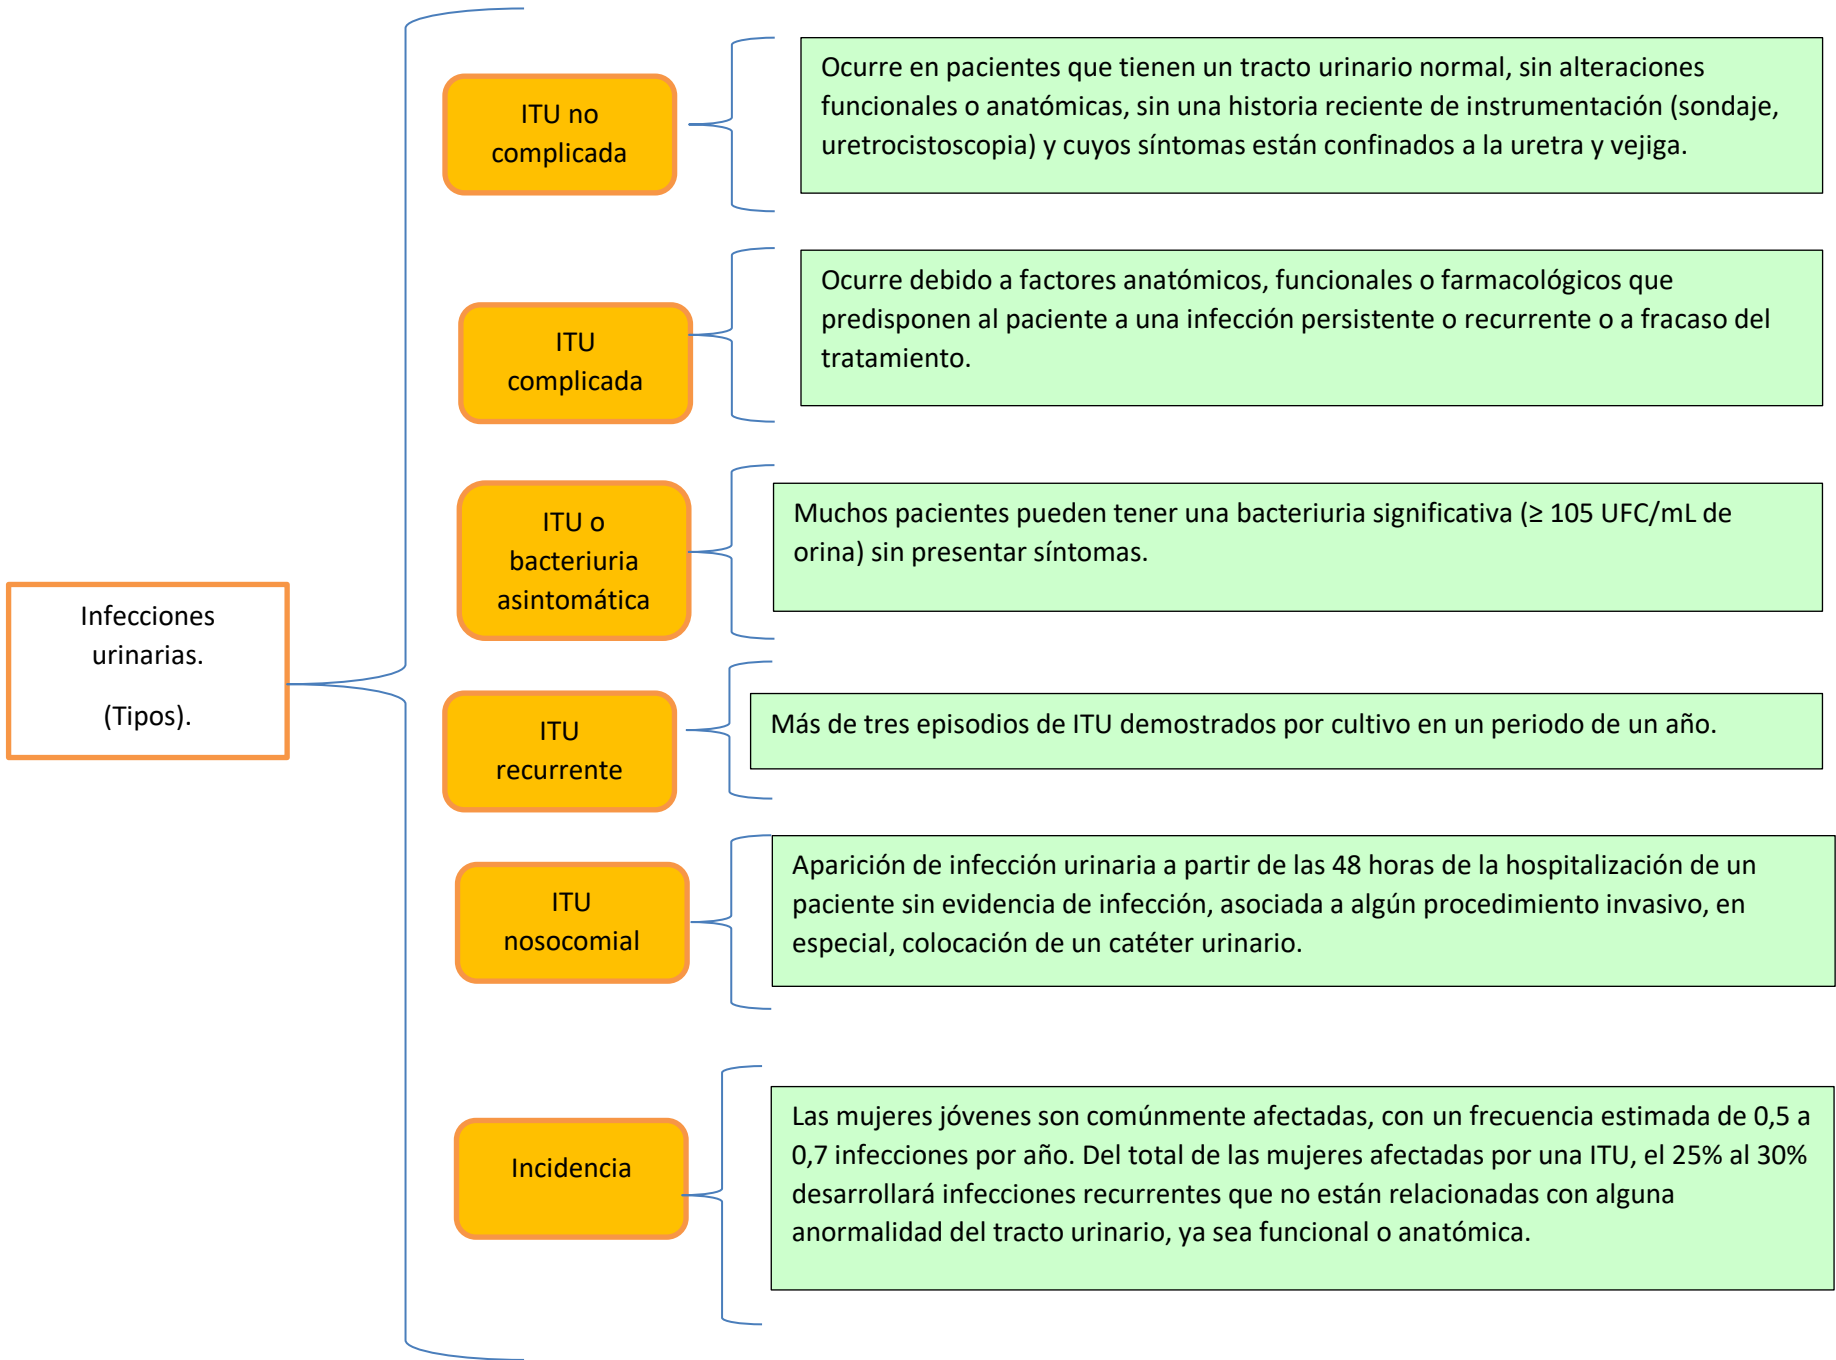 Infecciones
urinarias.
(Tipos).
ITU no
complicada
Ocurre en pacientes que tienen un tracto urinario normal, sin alteraciones
funcionales o anatómicas, sin una historia reciente de instrumentación (sondaje,
uretrocistoscopia) y cuyos síntomas están confinados a la uretra y vejiga.
ITU
complicada
Ocurre debido a factores anatómicos, funcionales o farmacológicos que
predisponen al paciente a una infección persistente o recurrente o a fracaso del
tratamiento.
ITU o
bacteriuria
asintomática
Muchos pacientes pueden tener una bacteriuria significativa (≥ 105 UFC/mL de
orina) sin presentar síntomas.
ITU
recurrente
Más de tres episodios de ITU demostrados por cultivo en un periodo de un año.
ITU
nosocomial
Aparición de infección urinaria a partir de las 48 horas de la hospitalización de un
paciente sin evidencia de infección, asociada a algún procedimiento invasivo, en
especial, colocación de un catéter urinario.
Incidencia
Las mujeres jóvenes son comúnmente afectadas, con un frecuencia estimada de 0,5 a
0,7 infecciones por año. Del total de las mujeres afectadas por una ITU, el 25% al 30%
desarrollará infecciones recurrentes que no están relacionadas con alguna
anormalidad del tracto urinario, ya sea funcional o anatómica.